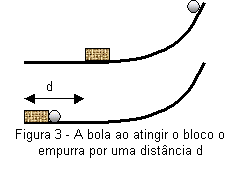 d
Figura 3 - A bola ao atingir o bloco o
empurra por uma distância d